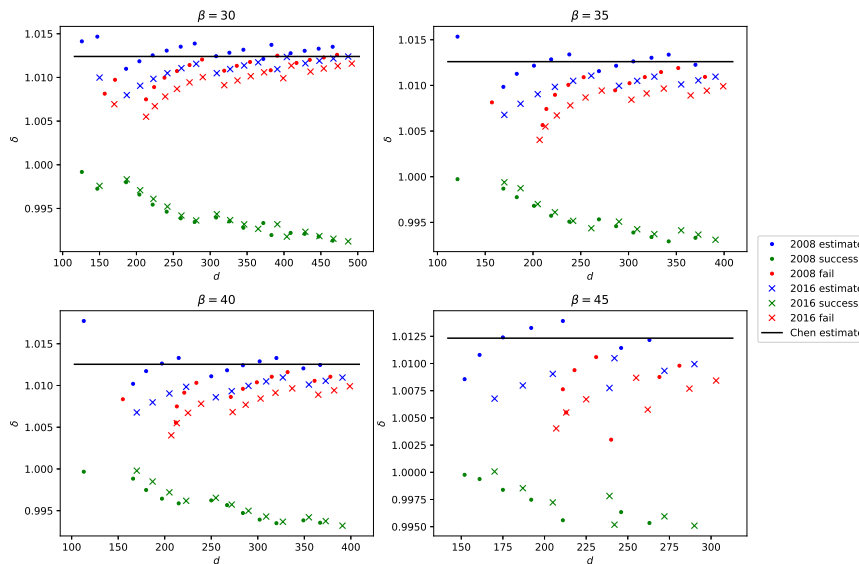 β = 30
1.015
1.010
1.005
1.000
0.995
δ
100 150 200 250 300 350 400 450 500
d
β = 35
1.015
1.010
1.005
1.000
0.995
δ
100 150 200 250 300 350 400
d
2008 estimate
2008 success
2008 fail
2016 estimate
2016 success
2016 fail
Chen estimate
β = 40
1.015
1.010
1.005
1.000
0.995
δ
100 150 200 250 300 350 400
d
β = 45
1.0125
1.0100
1.0075
1.0050
1.0025
1.0000
0.9975
0.9950
δ
150 175 200 225 250 275 300
d